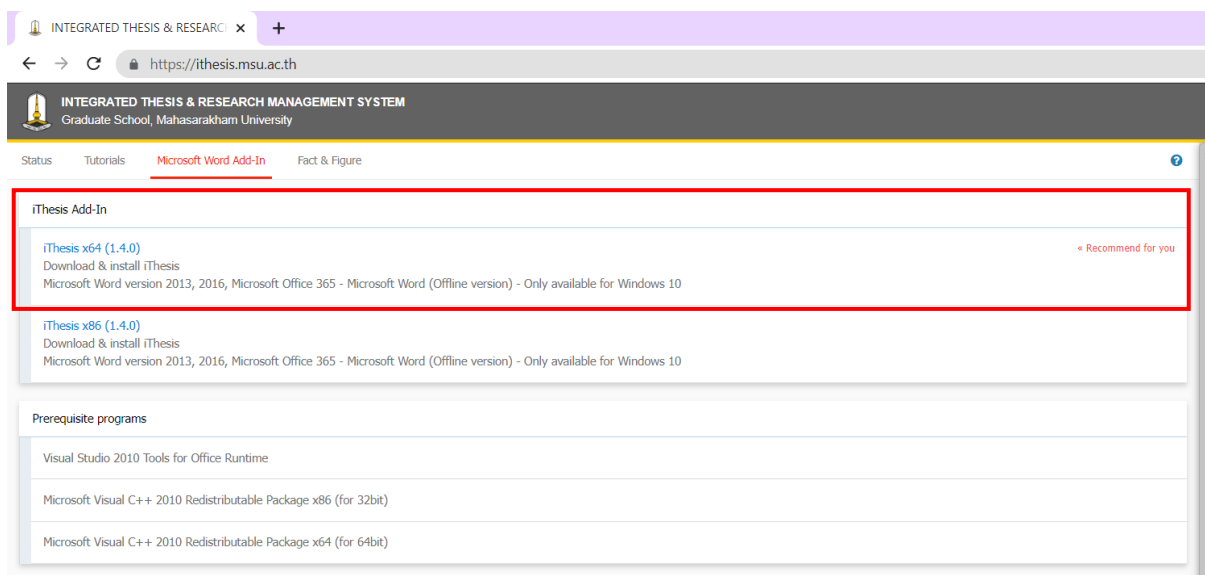 INTEGRATED THESIS & RESEARC
https://ithesis.msu.ac.th
INTEGRATED THESIS & RESEARCH MANAGEMENT SYSTEM
Graduate School, Mahasarakham University
Status Tutorials Microsoft Word Add-In Fact & Figure
iThesis Add-In
iThesis x64 (1.4.0) « Recommend for you
Download & install iThesis
Microsoft Word version 2013, 2016, Microsoft Office 365 - Microsoft Word (Offline version) - Only available for Windows 10
iThesis x86 (1.4.0)
Download & install iThesis
Microsoft Word version 2013, 2016, Microsoft Office 365 - Microsoft Word (Offline version) - Only available for Windows 10
Prerequisite programs
Visual Studio 2010 Tools for Office Runtime
Microsoft Visual C++ 2010 Redistributable Package x86 (for 32bit)
Microsoft Visual C++ 2010 Redistributable Package x64 (for 64bit)